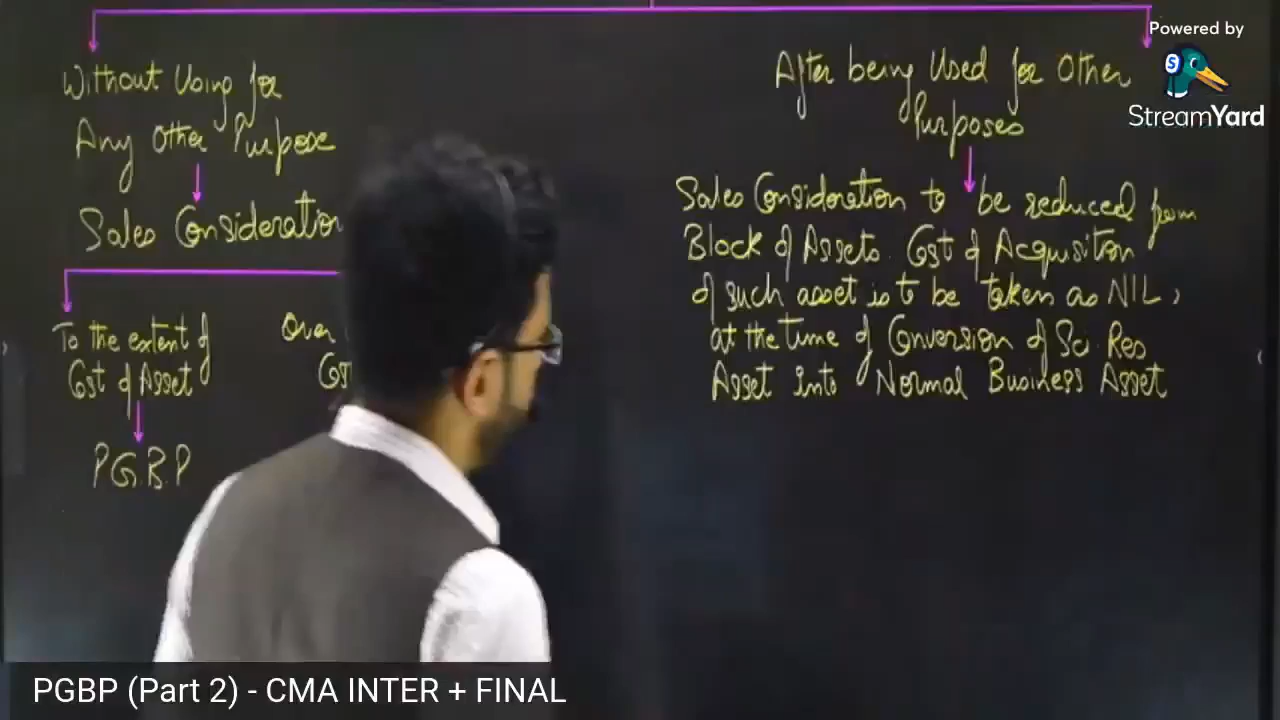 Without Using for
Any Other Purpose
Sales Consideration
To the extent of
Cost of Asset
PGBP
Over
After being Used for Other
Purposes
Sales Consideration to be reduced from
Block of Assets. Cost of Acquisition
of such asset is to be taken as NIL,
at the time of Conversion of Sci. Res
Asset into Normal Business Asset
Powered by
StreamYard
PGBP (Part 2) - CMA INTER + FINAL